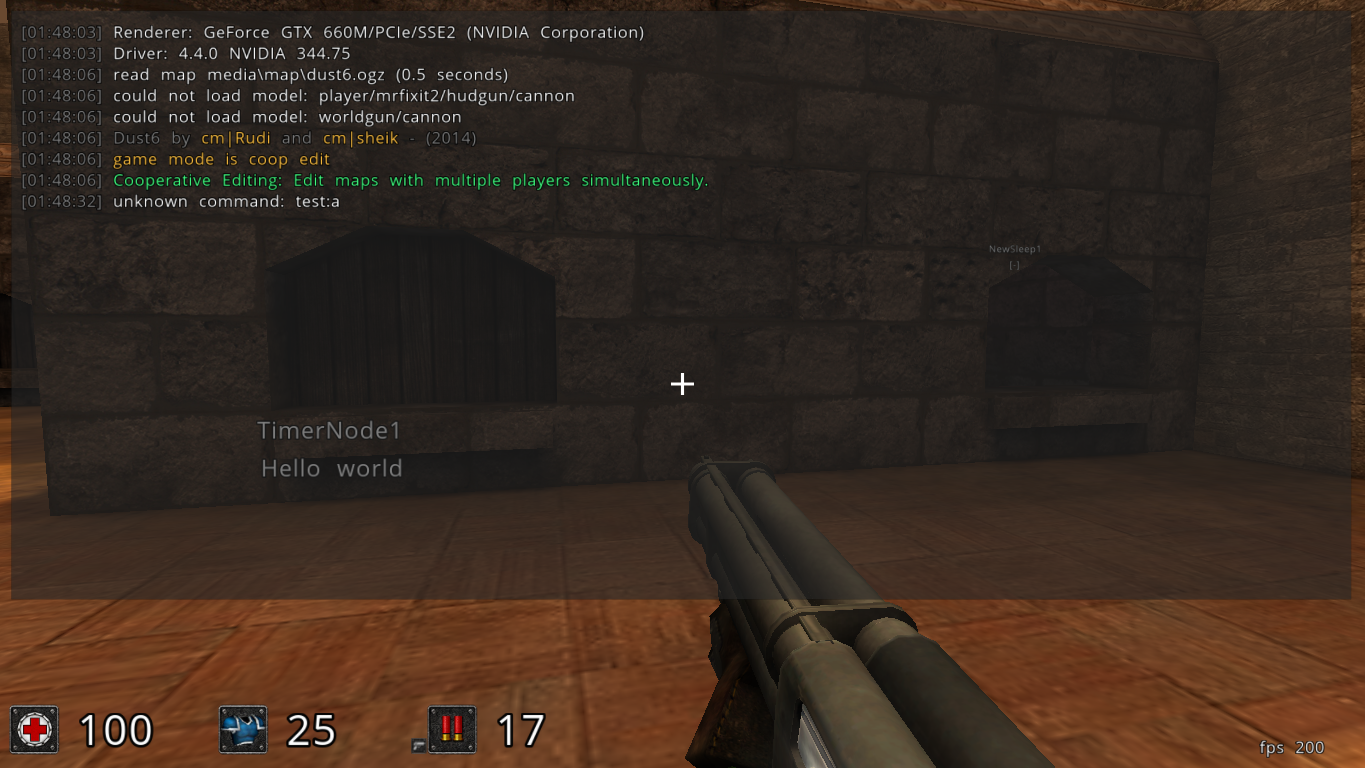 [01:48:03] Renderer: GeForce GTX 660M/PCIe/SSE2 (NVIDIA Corporation)
[01:48:03] Driver: 4.4.0 NVIDIA 344.75
[01:48:06] read map media\map\dust6.ogz (0.5 seconds)
[01:48:06] could not load model: player/mrfixit2/hudgun/cannon
[01:48:06] could not load model: worldgun/cannon
[01:48:06] Dust6 by cm|Rudi and cm|sheik - (2014)
[01:48:06] game mode is coop edit
[01:48:06] Cooperative Editing: Edit maps with multiple players simultaneously.
[01:48:32] unknown command: test:a
NewSleep1
[-]
TimerNode1
Hello world
100 25 17
fps 200